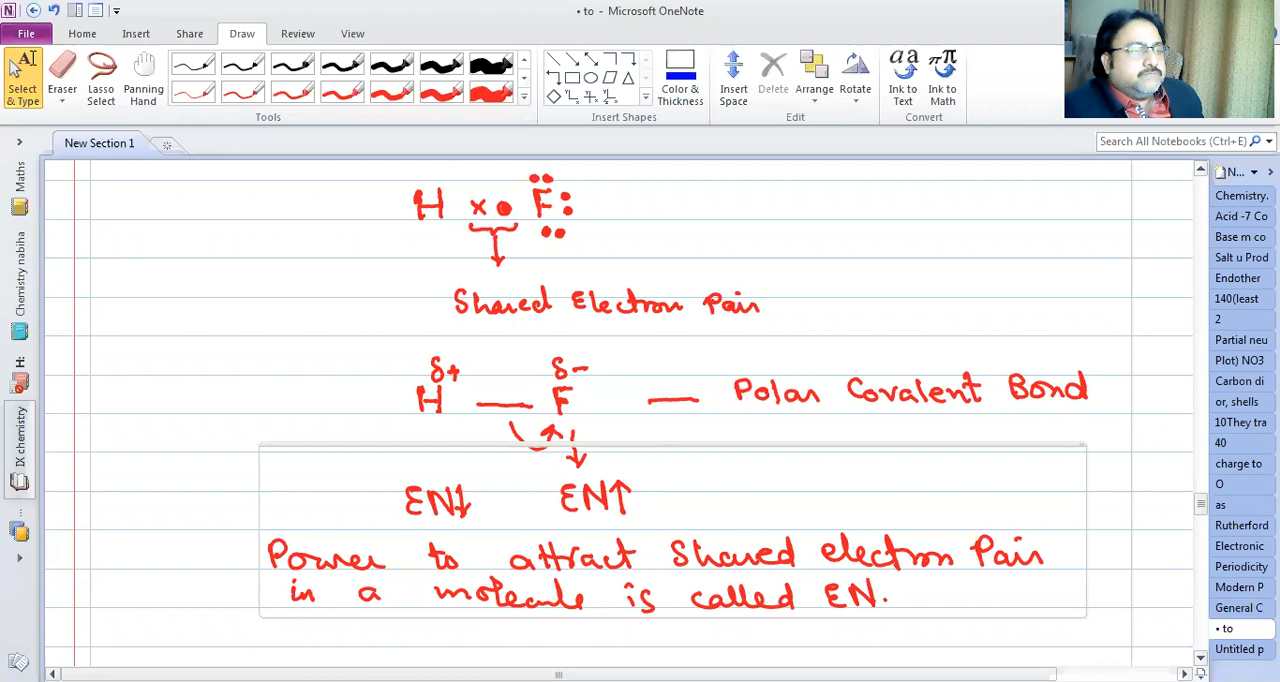 • to - Microsoft OneNote
File Home Insert Share Draw Review View
Select & Type
Eraser
Lasso Select
Panning Hand
Color & Thickness
Insert Space
Delete
Arrange
Rotate
Ink to Text
Ink to Math
Tools
Insert Shapes
Edit
Convert
New Section 1
Search All Notebooks (Ctrl+E)
Maths
Chemistry nabiha
IX chemistry
N...
Chemistry.
Acid -7 Co
Base m co
Salt u Prod
Endother
140(least
2
Partial neu
Plot) NO3
Carbon di
or, shells
10They tra
40
charge to
O
as
Rutherford
Electronic
Periodicity
Modern P
General C
• to
Untitled p
H x • F
Shared Electron Pair
δ+ δ−
H — F — Polar Covalent Bond
EN↓ EN↑
Power to attract Shared electron Pair
in a molecule is called EN.